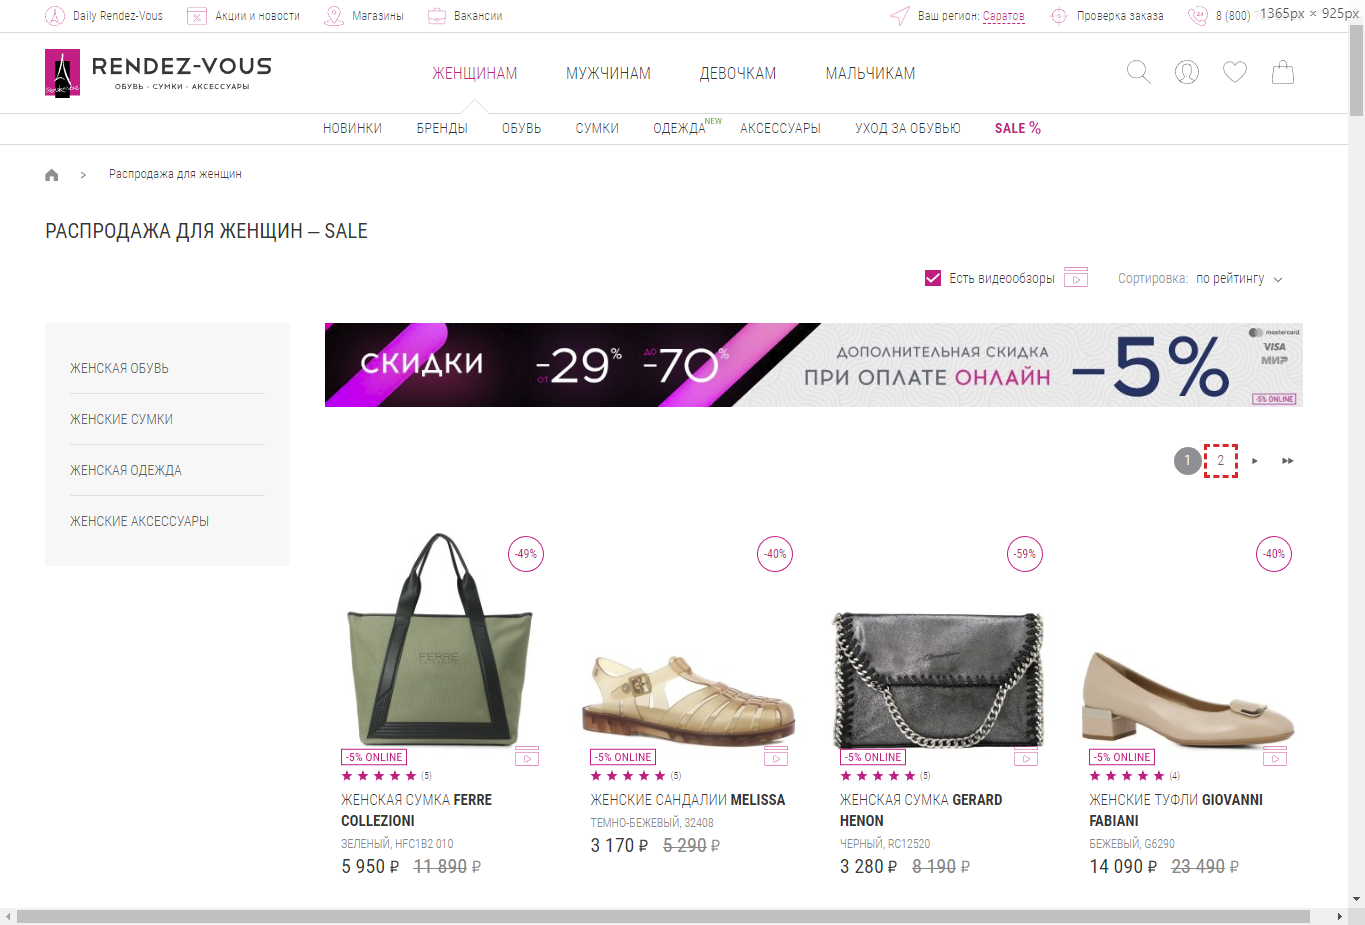 Daily Rendez-Vous
Акции и новости
Магазины
Вакансии
Ваш регион: Саратов
Проверка заказа
8 (800)
1365px × 925px
RENDEZ-VOUS
ОБУВЬ · СУМКИ · АКСЕССУАРЫ
ЖЕНЩИНАМ
МУЖЧИНАМ
ДЕВОЧКАМ
МАЛЬЧИКАМ
НОВИНКИ
БРЕНДЫ
ОБУВЬ
СУМКИ
ОДЕЖДА NEW
АКСЕССУАРЫ
УХОД ЗА ОБУВЬЮ
SALE %
Распродажа для женщин
РАСПРОДАЖА ДЛЯ ЖЕНЩИН – SALE
Есть видеообзоры
Сортировка: по рейтингу
ЖЕНСКАЯ ОБУВЬ
ЖЕНСКИЕ СУМКИ
ЖЕНСКАЯ ОДЕЖДА
ЖЕНСКИЕ АКСЕССУАРЫ
СКИДКИ
ОТ -29% ДО -70%
ДОПОЛНИТЕЛЬНАЯ СКИДКА
ПРИ ОПЛАТЕ ОНЛАЙН
-5%
mastercard.
VISA
МИР
-5% ONLINE
1
2
-49%
FERRE
-5% ONLINE
(5)
ЖЕНСКАЯ СУМКА FERRE
COLLEZIONI
ЗЕЛЕНЫЙ, HFC1B2 010
5 950 ₽ 11 890 ₽
-40%
-5% ONLINE
(5)
ЖЕНСКИЕ САНДАЛИИ MELISSA
ТЕМНО-БЕЖЕВЫЙ, 32408
3 170 ₽ 5 290 ₽
-59%
-5% ONLINE
(5)
ЖЕНСКАЯ СУМКА GERARD
HENON
ЧЕРНЫЙ, RC12520
3 280 ₽ 8 190 ₽
-40%
-5% ONLINE
(4)
ЖЕНСКИЕ ТУФЛИ GIOVANNI
FABIANI
БЕЖЕВЫЙ, G6290
14 090 ₽ 23 490 ₽